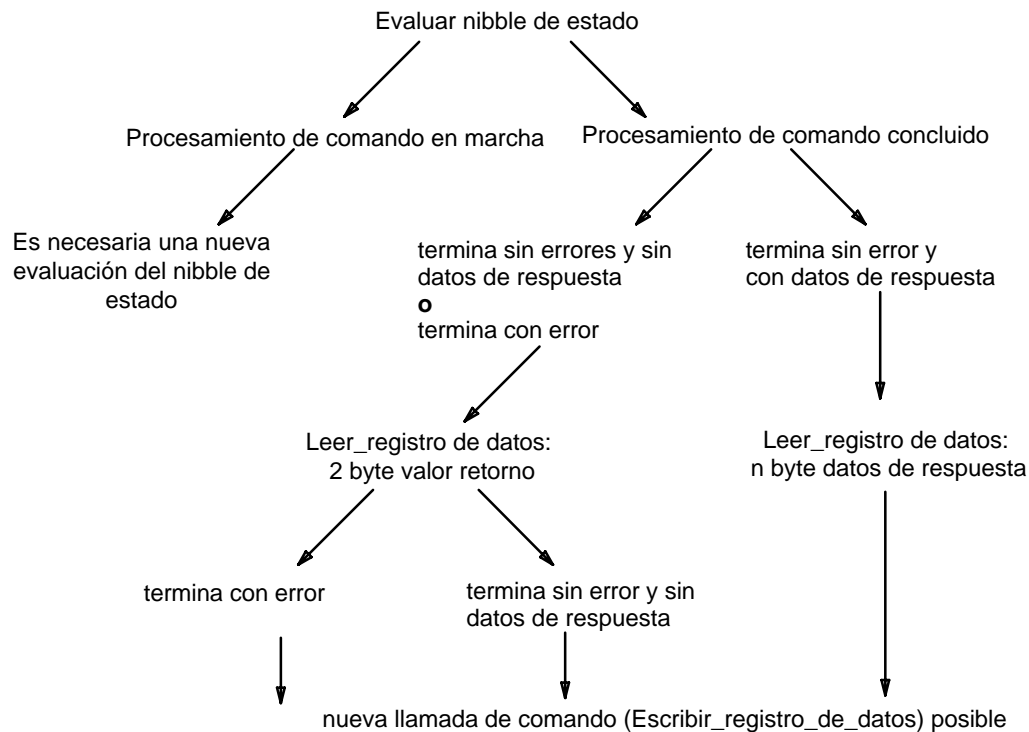 Evaluar nibble de estado
Procesamiento de comando en marcha
Procesamiento de comando concluido
Es necesaria una nueva
evaluación del nibble de
estado
termina sin errores y sin
datos de respuesta
o
termina con error
termina sin error y
con datos de respuesta
Leer_registro de datos:
2 byte valor retorno
Leer_registro de datos:
n byte datos de respuesta
termina con error
termina sin error y sin
datos de respuesta
nueva llamada de comando (Escribir_registro_de_datos) posible